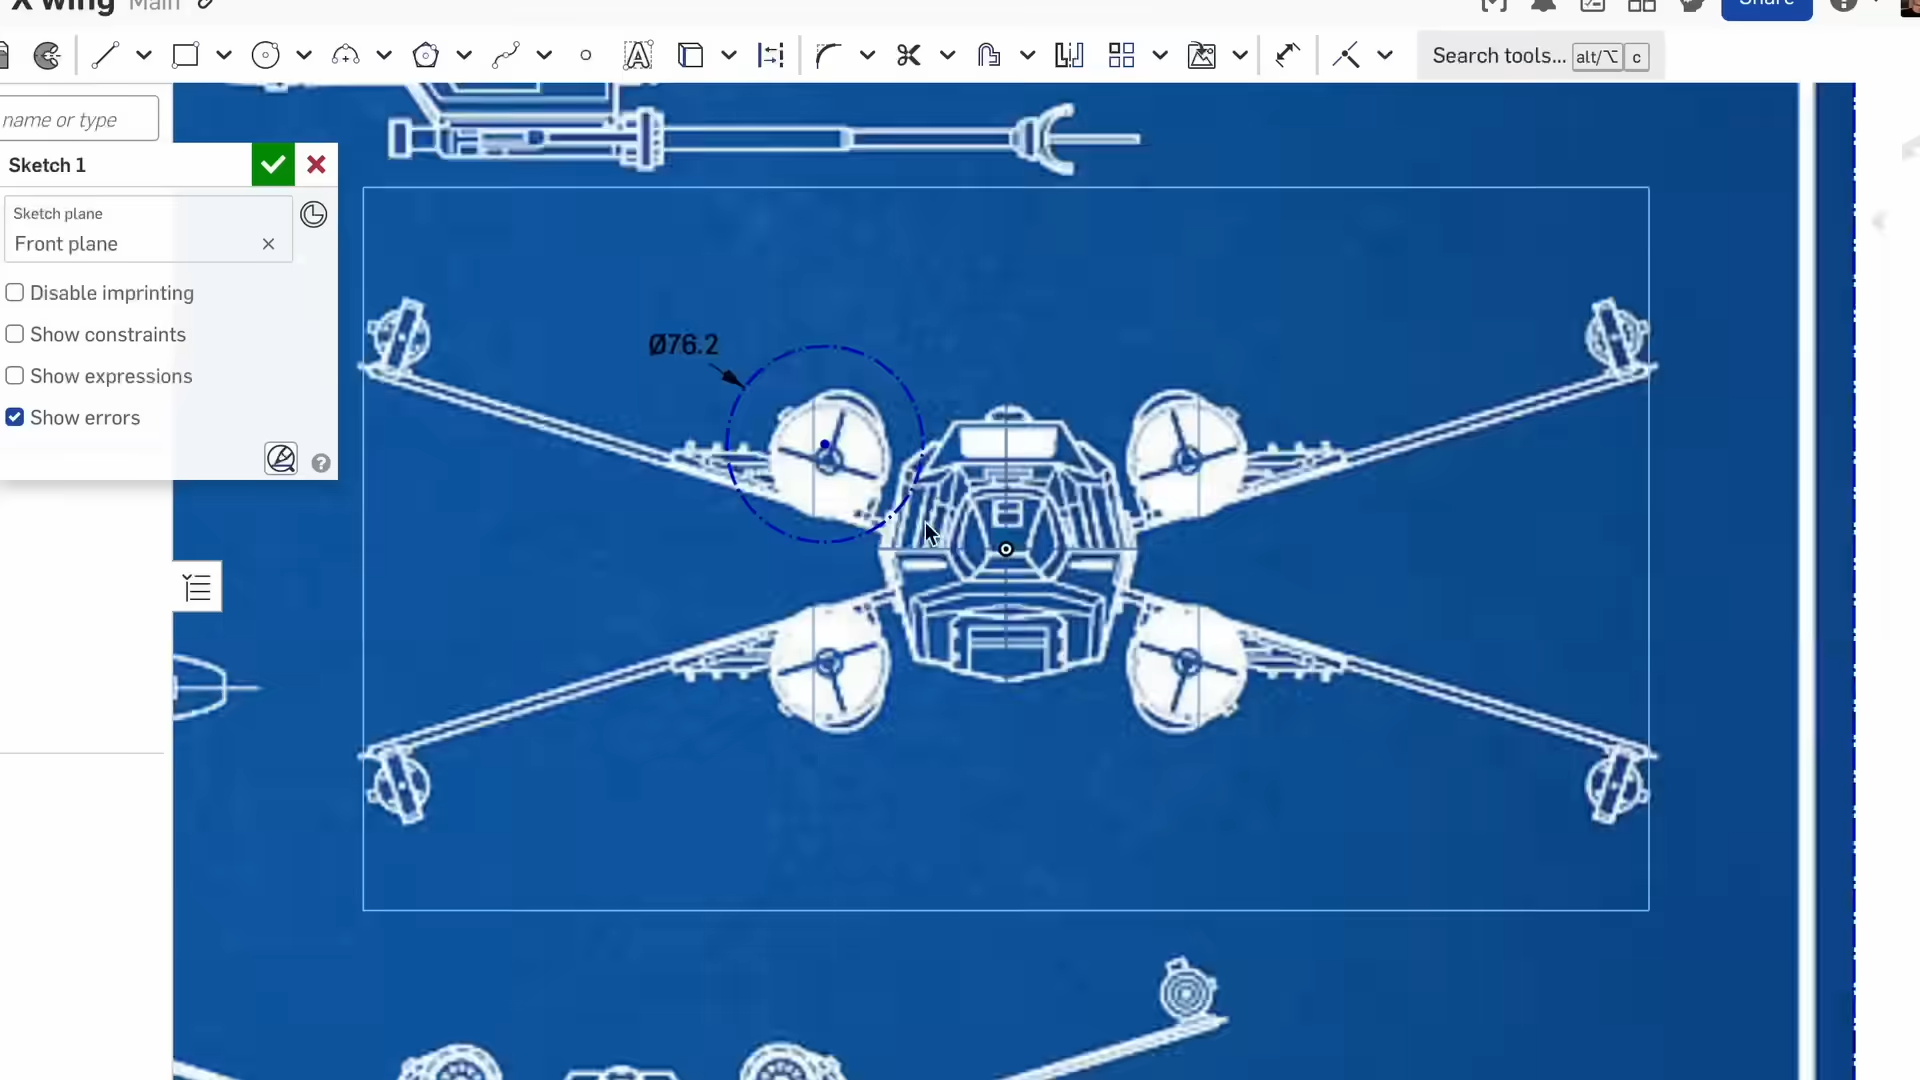 X wing Main
Share
Search tools... alt/⌥ c
name or type
Sketch 1
Sketch plane
Front plane
Disable imprinting
Show constraints
Show expressions
Show errors
Ø76.2